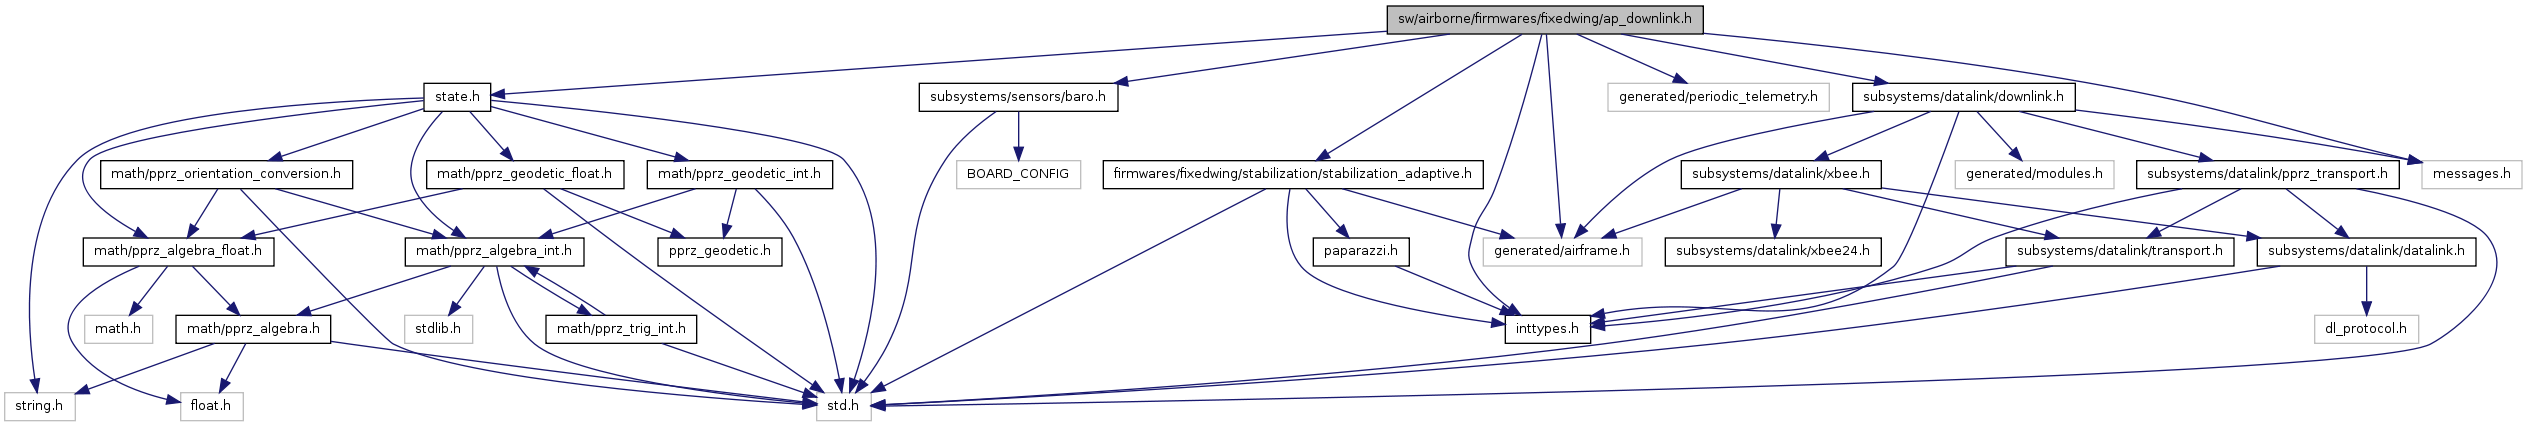 sw/airborne/firmwares/fixedwing/ap_downlink.h
state.h
subsystems/sensors/baro.h
generated/periodic_telemetry.h
subsystems/datalink/downlink.h
math/pprz_orientation_conversion.h
math/pprz_geodetic_float.h
math/pprz_geodetic_int.h
BOARD_CONFIG
firmwares/fixedwing/stabilization/stabilization_adaptive.h
subsystems/datalink/xbee.h
generated/modules.h
subsystems/datalink/pprz_transport.h
messages.h
math/pprz_algebra_float.h
math/pprz_algebra_int.h
pprz_geodetic.h
paparazzi.h
generated/airframe.h
subsystems/datalink/xbee24.h
subsystems/datalink/transport.h
subsystems/datalink/datalink.h
math.h
math/pprz_algebra.h
stdlib.h
math/pprz_trig_int.h
inttypes.h
dl_protocol.h
string.h
float.h
std.h